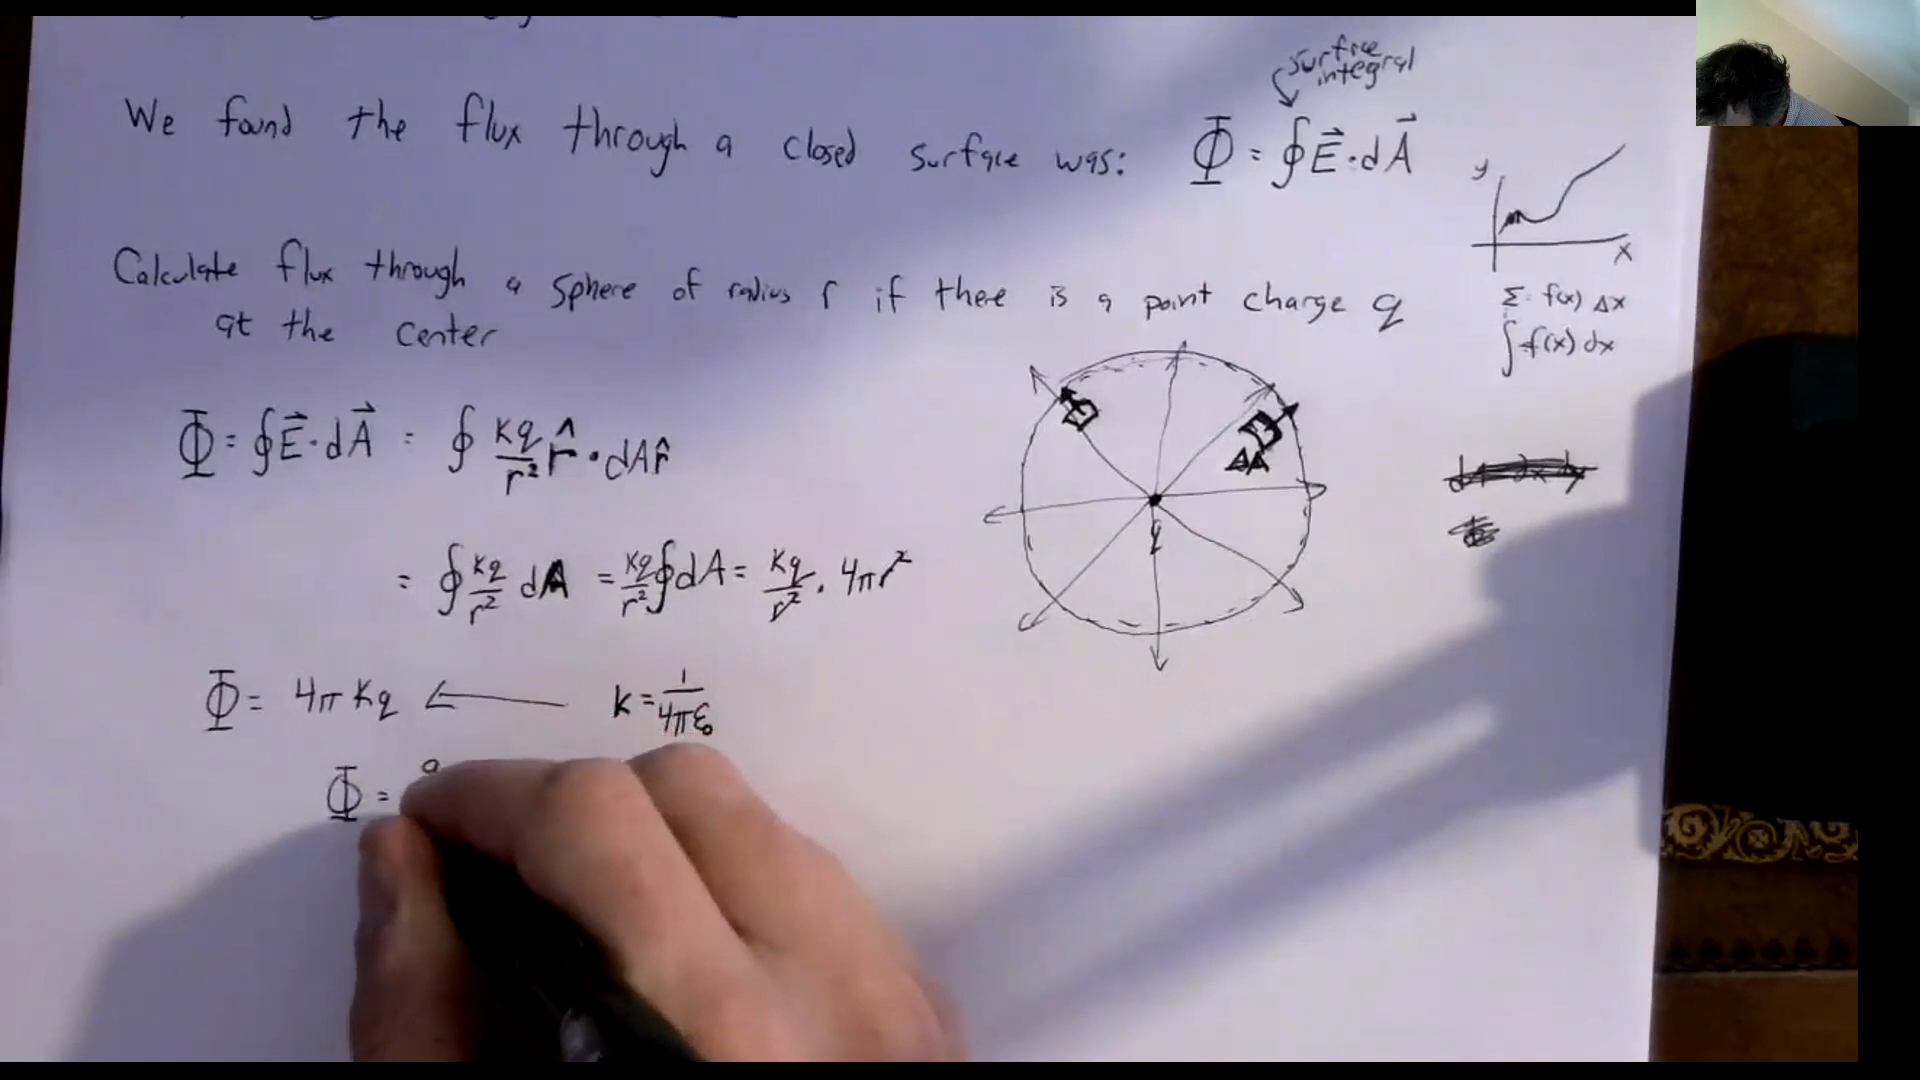 surface
integral
We found the flux through a closed surface was: Φ = ∮E⃗·dA⃗
y
x
Calculate flux through a sphere of radius r if there is a point charge q
at the center
Σ f(x) Δx
∫f(x) dx
Φ = ∮E⃗·dA⃗ = ∮ kq/r² r̂ · dA r̂
ΔA
q
= ∮ kq/r² dA = kq/r² ∮dA = kq/r² · 4πr²
Φ = 4πkq ← k = 1/4πε₀
Φ =